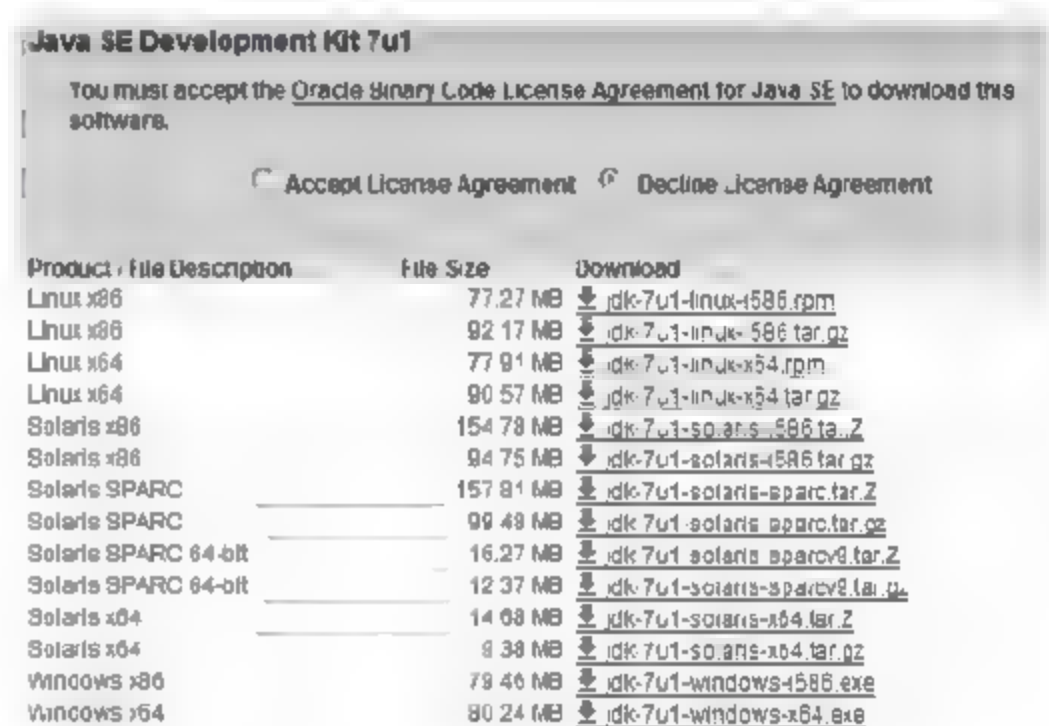 Java SE Development Kit 7u1
You must accept the Oracle Binary Code License Agreement for Java SE to download this
software.
Accept License Agreement Decline License Agreement
Product / File Description File Size Download
Linux x86 77.27 MB jdk-7u1-linux-i586.rpm
Linux x86 92.17 MB jdk-7u1-linux-i586.tar.gz
Linux x64 77.91 MB jdk-7u1-linux-x64.rpm
Linux x64 90.57 MB jdk-7u1-linux-x64.tar.gz
Solaris x86 154.78 MB jdk-7u1-solaris-i586.tar.Z
Solaris x86 94.75 MB jdk-7u1-solaris-i586.tar.gz
Solaris SPARC 157.81 MB jdk-7u1-solaris-sparc.tar.Z
Solaris SPARC 99.48 MB jdk-7u1-solaris-sparc.tar.gz
Solaris SPARC 64-bit 16.27 MB jdk-7u1-solaris-sparcv9.tar.Z
Solaris SPARC 64-bit 12.37 MB jdk-7u1-solaris-sparcv9.tar.gz
Solaris x64 14.68 MB jdk-7u1-solaris-x64.tar.Z
Solaris x64 9.38 MB jdk-7u1-solaris-x64.tar.gz
Windows x86 79.46 MB jdk-7u1-windows-i586.exe
Windows x64 80.24 MB jdk-7u1-windows-x64.exe